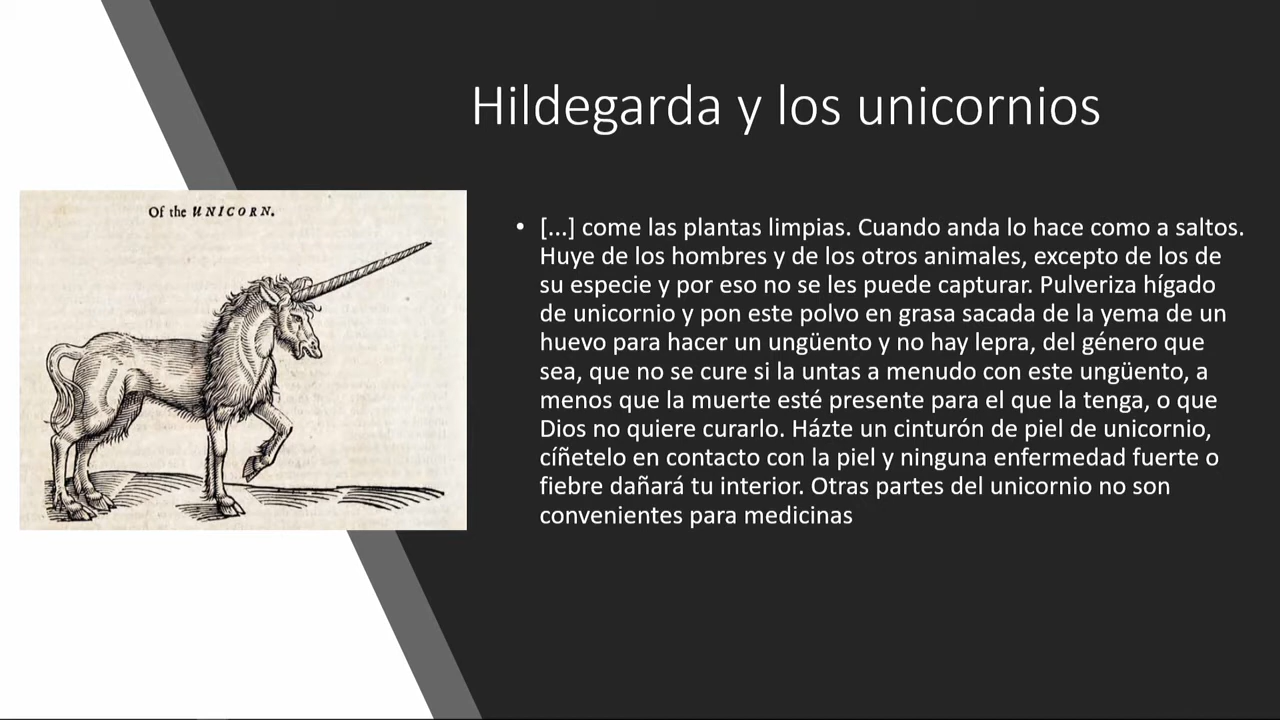 Hildegarda y los unicornios
Of the UNICORN.
• [...] come las plantas limpias. Cuando anda lo hace como a saltos.
Huye de los hombres y de los otros animales, excepto de los de
su especie y por eso no se les puede capturar. Pulveriza hígado
de unicornio y pon este polvo en grasa sacada de la yema de un
huevo para hacer un ungüento y no hay lepra, del género que
sea, que no se cure si la untas a menudo con este ungüento, a
menos que la muerte esté presente para el que la tenga, o que
Dios no quiere curarlo. Házte un cinturón de piel de unicornio,
cíñetelo en contacto con la piel y ninguna enfermedad fuerte o
fiebre dañará tu interior. Otras partes del unicornio no son
convenientes para medicinas